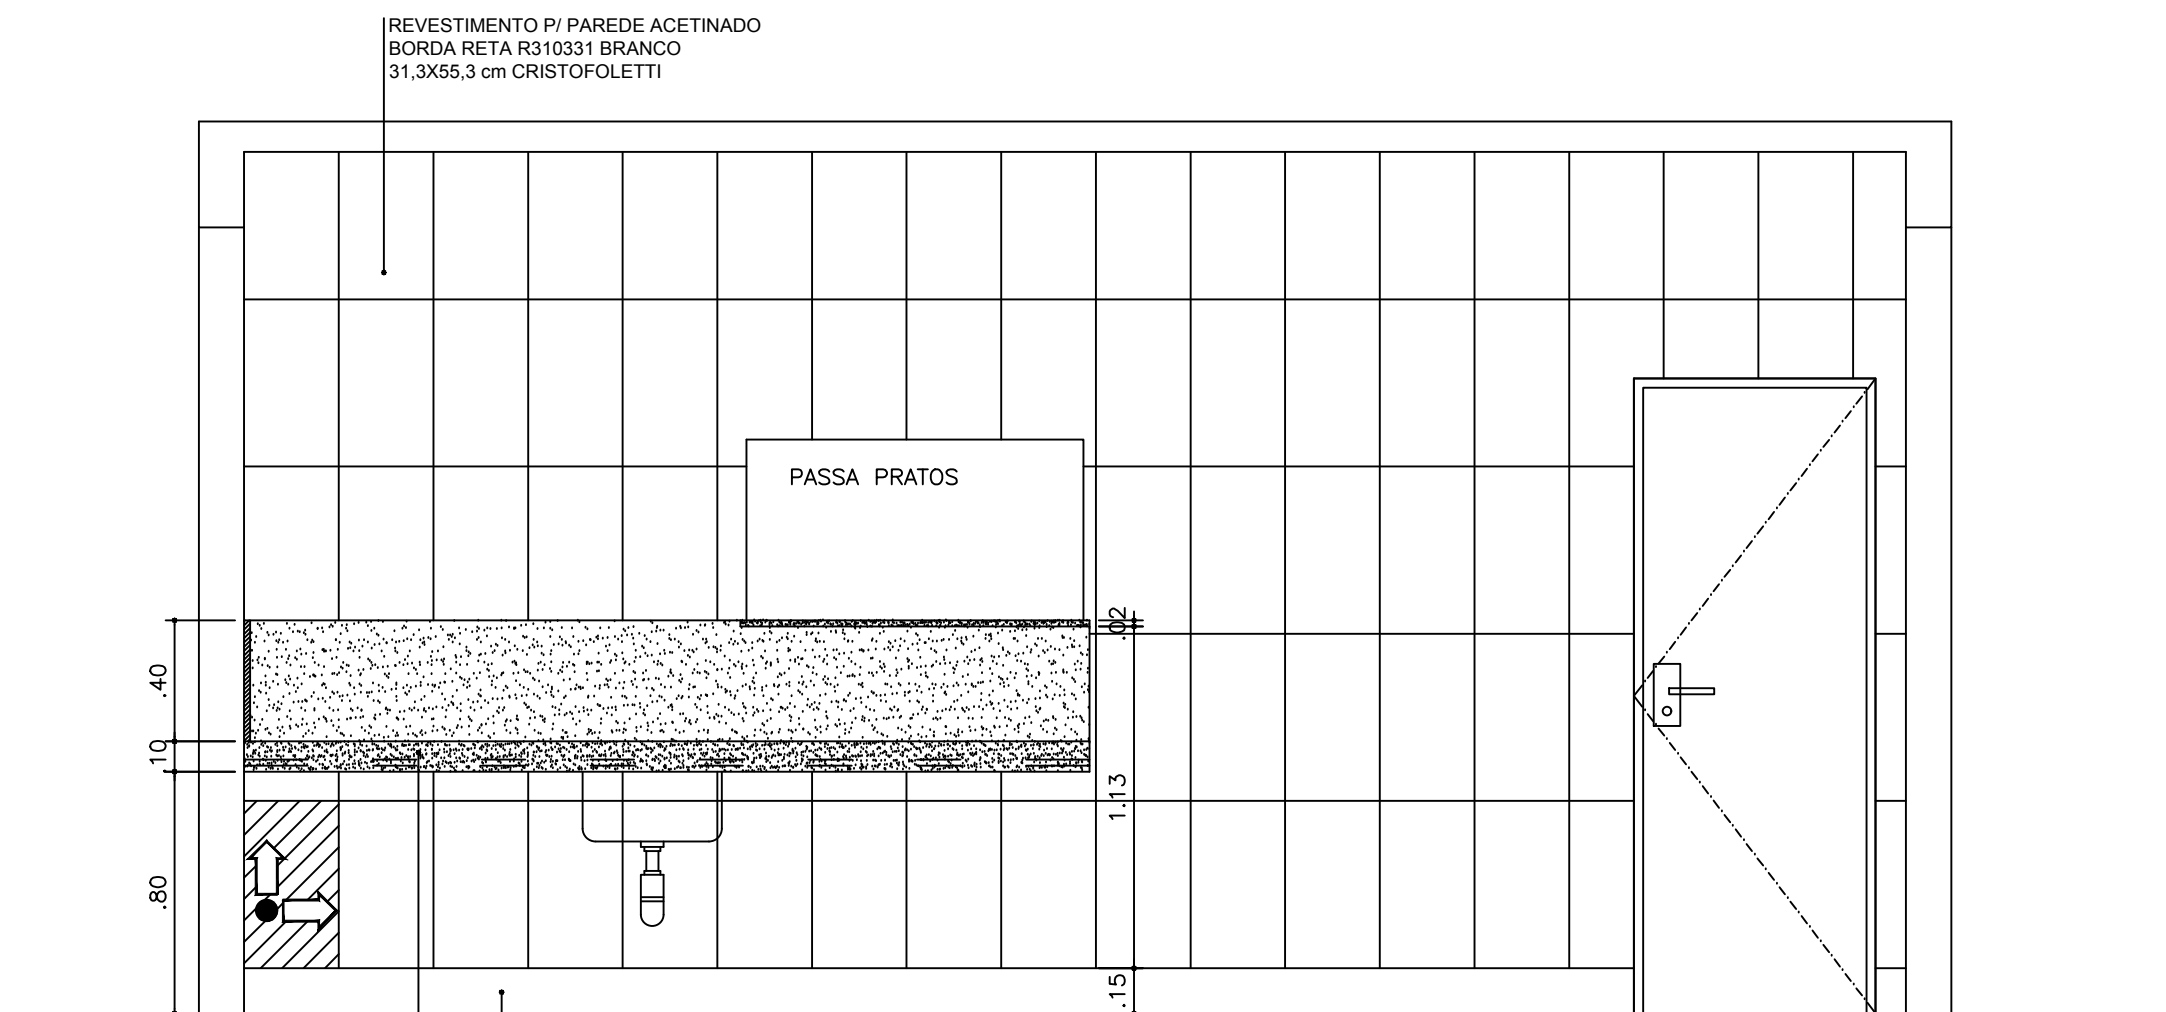 REVESTIMENTO P/ PAREDE ACETINADO
BORDA RETA R310331 BRANCO
31,3X55,3 cm CRISTOFOLETTI
PASSA PRATOS
.02
.40
.10
1.13
.80
.15